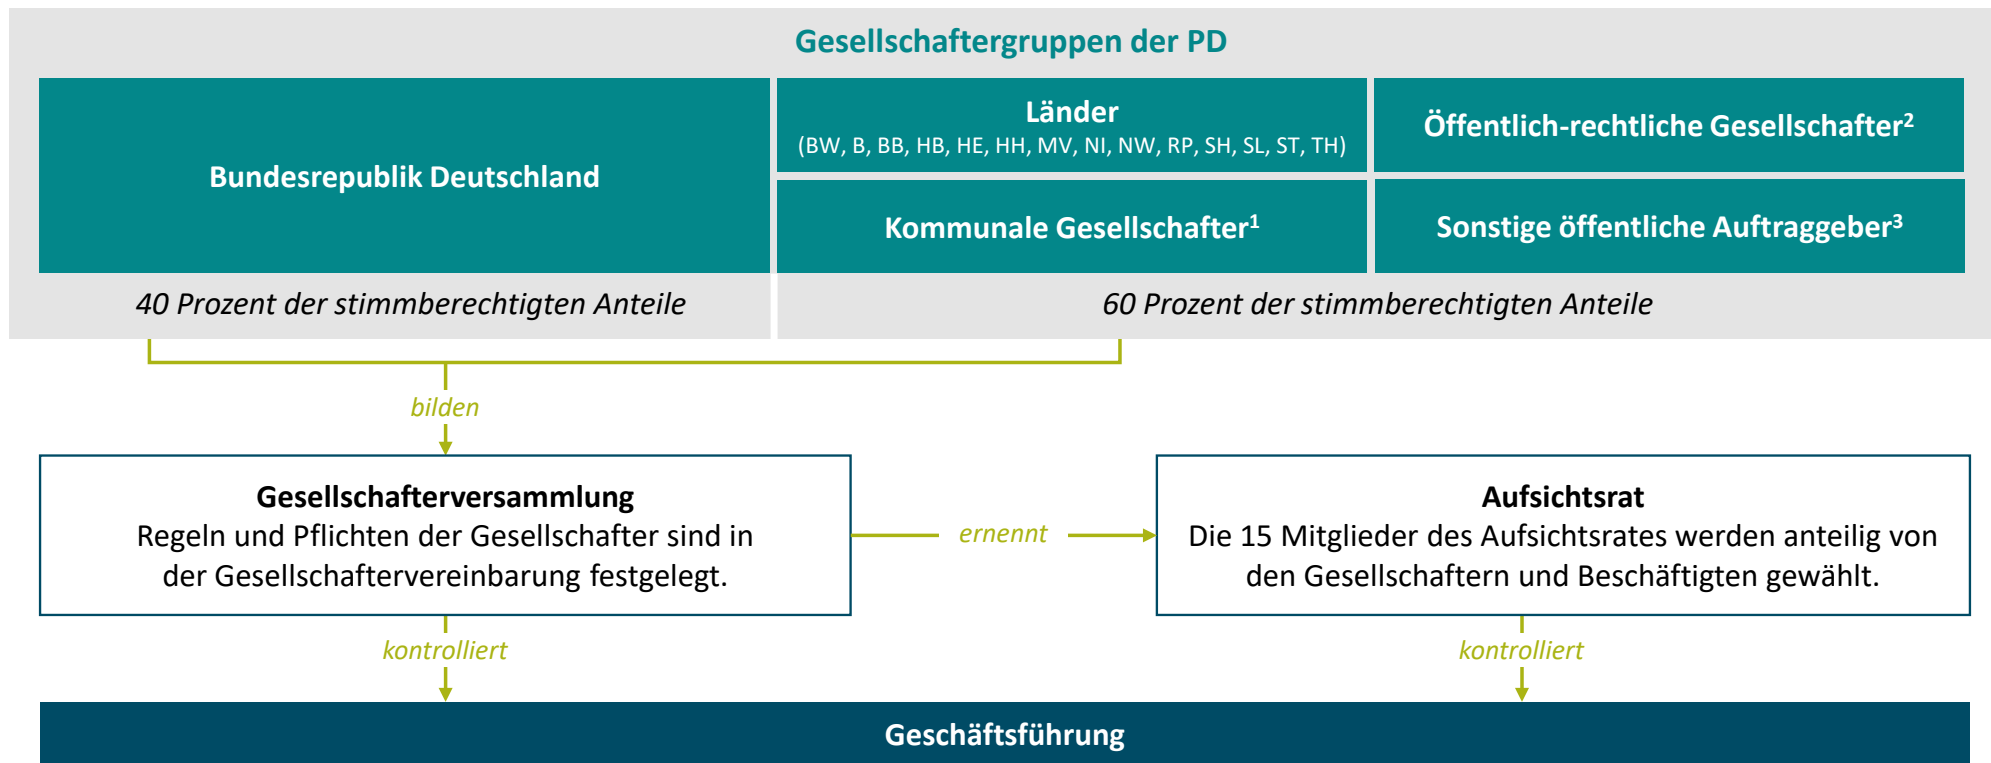 Gesellschaftergruppen der PD
Bundesrepublik Deutschland
Länder
(BW, B, BB, HB, HE, HH, MV, NI, NW, RP, SH, SL, ST, TH)
Öffentlich-rechtliche Gesellschafter²
Kommunale Gesellschafter¹
Sonstige öffentliche Auftraggeber³
40 Prozent der stimmberechtigten Anteile
60 Prozent der stimmberechtigten Anteile
bilden
Gesellschafterversammlung
Regeln und Pflichten der Gesellschafter sind in
der Gesellschaftervereinbarung festgelegt.
ernennt
Aufsichtsrat
Die 15 Mitglieder des Aufsichtsrates werden anteilig von
den Gesellschaftern und Beschäftigten gewählt.
kontrolliert
kontrolliert
Geschäftsführung